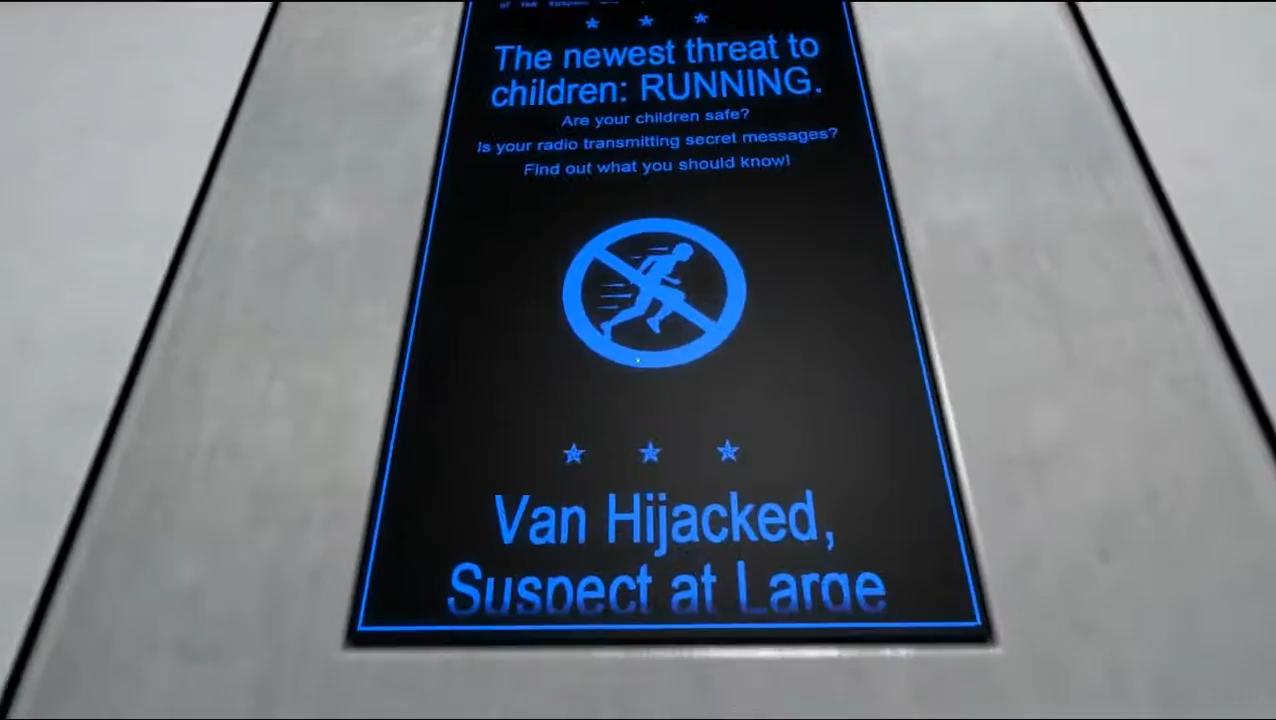 The newest threat to
children: RUNNING.
Are your children safe?
Is your radio transmitting secret messages?
Find out what you should know!
Van Hijacked,
Suspect at Large